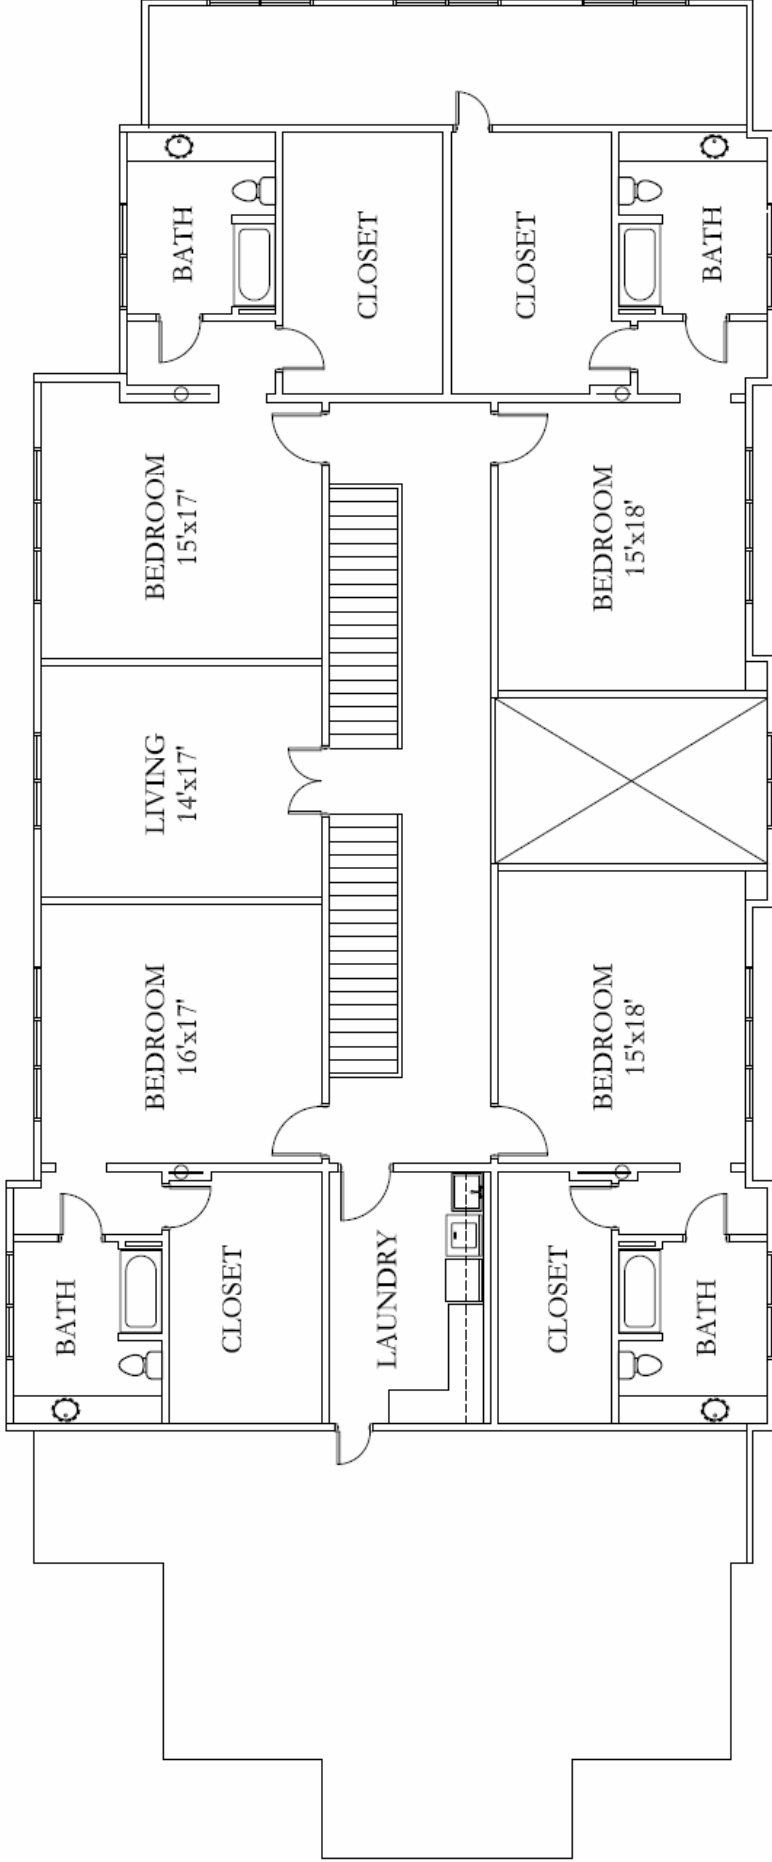 BATH
CLOSET
CLOSET
BATH
BEDROOM
15'x17'
BEDROOM
15'x18'
LIVING
14'x17'
BEDROOM
16'x17'
BEDROOM
15'x18'
BATH
CLOSET
LAUNDRY
CLOSET
BATH